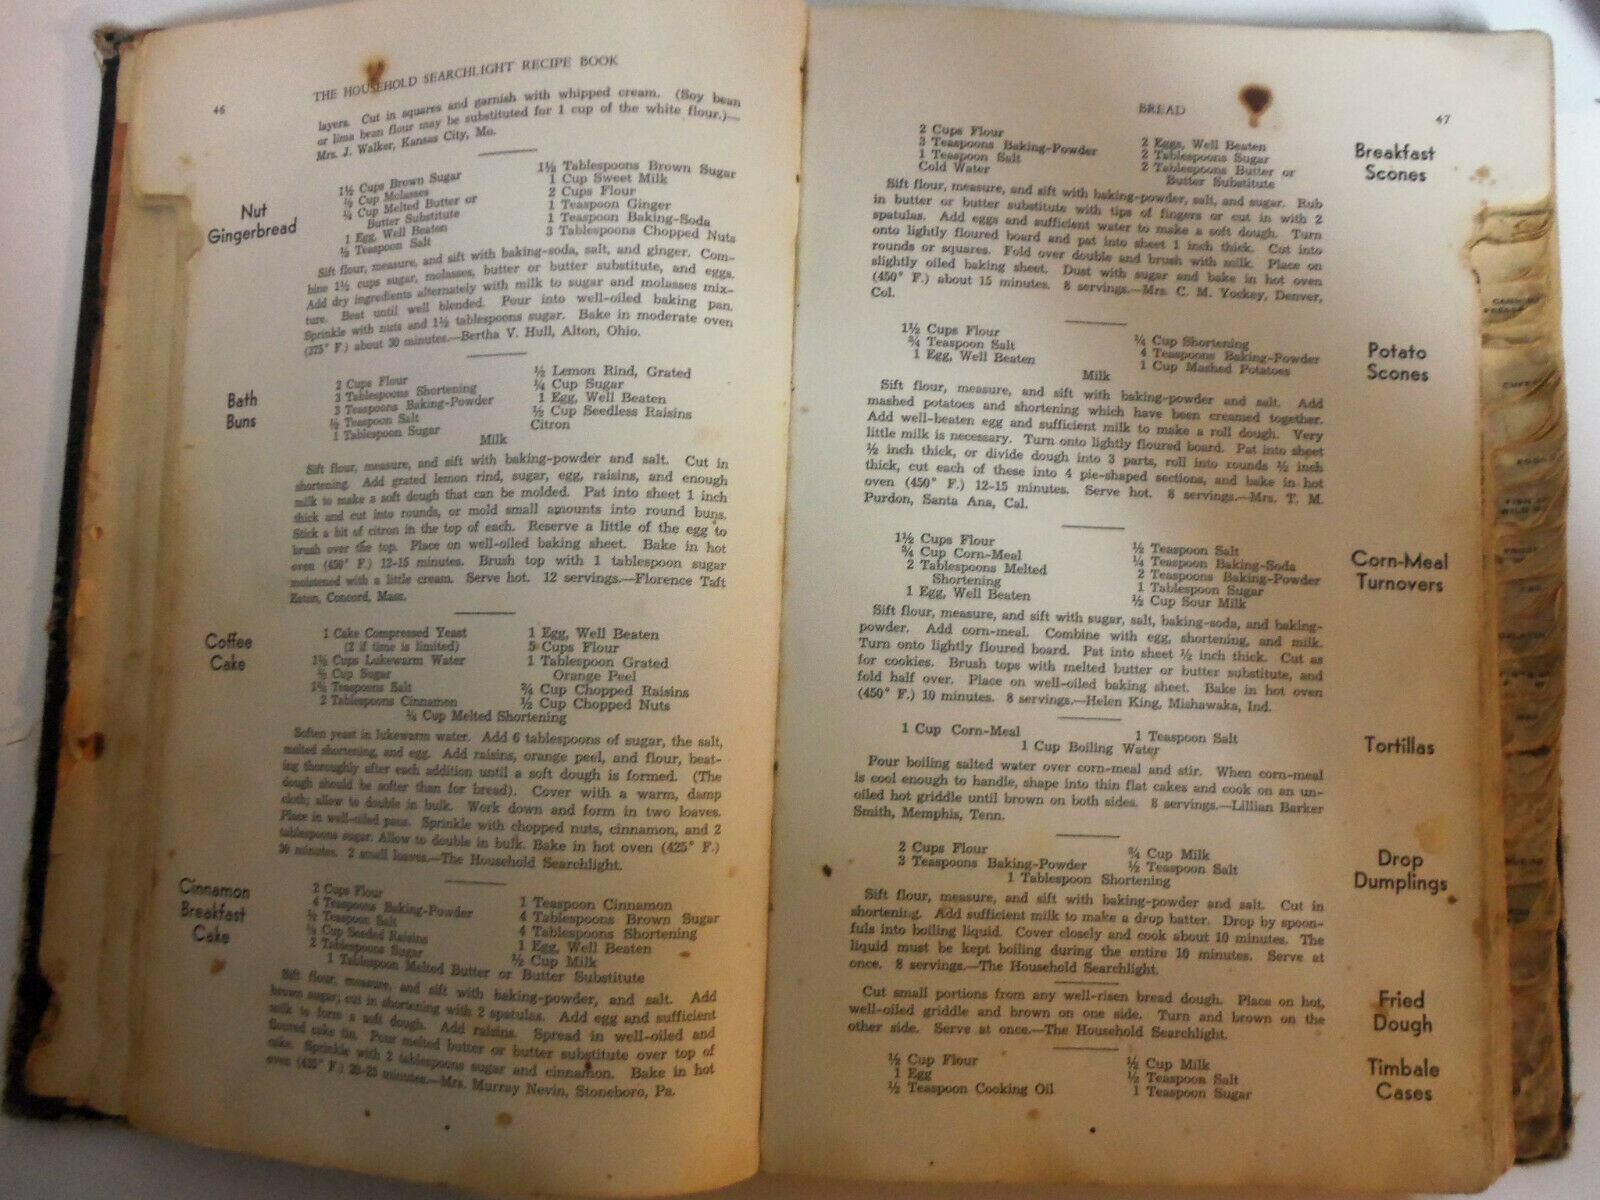 46
THE HOUSEHOLD SEARCHLIGHT RECIPE BOOK
layers. Cut in squares and garnish with whipped cream. (Soy bean
or lima bean flour may be substituted for 1 cup of the white flour.)—
Mrs. J. Walker, Kansas City, Mo.
Nut
Gingerbread
1½ Cups Brown Sugar
½ Cup Molasses
Cup Melted Butter or
Butter Substitute
1 Egg, Well Beaten
½ Teaspoon Salt
1½ Tablespoons Brown Sugar
1 Cup Sweet Milk
2 Cups Flour
1 Teaspoon Ginger
1 Teaspoon Baking-Soda
3 Tablespoons Chopped Nuts
Sift flour, measure, and sift with baking-soda, salt, and ginger. Com-
bine 1½ cups sugar, molasses, butter or butter substitute, and eggs.
Add dry ingredients alternately with milk to sugar and molasses mix-
ture. Beat until well blended. Pour into well-oiled baking pan.
Sprinkle with nuts and 1½ tablespoons sugar. Bake in moderate oven
(375° F.) about 30 minutes.—Bertha V. Hull, Alton, Ohio.
Bath
Buns
2 Cups Flour
3 Tablespoons Shortening
3 Teaspoons Baking-Powder
½ Teaspoon Salt
1 Tablespoon Sugar
½ Lemon Rind, Grated
¼ Cup Sugar
1 Egg, Well Beaten
½ Cup Seedless Raisins
Citron
Milk
Sift flour, measure, and sift with baking-powder and salt. Cut in
shortening. Add grated lemon rind, sugar, egg, raisins, and enough
milk to make a soft dough that can be molded. Pat into sheet 1 inch
thick and cut into rounds, or mold small amounts into round buns.
Stick a bit of citron in the top of each. Reserve a little of the egg to
brush over the top. Place on well-oiled baking sheet. Bake in hot
oven (450° F.) 12-15 minutes. Brush top with 1 tablespoon sugar
moistened with a little cream. Serve hot. 12 servings.—Florence Taft
Eaton, Concord, Mass.
Coffee
Cake
1 Cake Compressed Yeast
(2 if time is limited)
1½ Cups Lukewarm Water
Cup Sugar
1½ Teaspoons Salt
2 Tablespoons Cinnamon
1 Egg, Well Beaten
5 Cups Flour
1 Tablespoon Grated
Orange Peel
¾ Cup Chopped Raisins
½ Cup Chopped Nuts
¾ Cup Melted Shortening
Soften yeast in lukewarm water. Add 6 tablespoons of sugar, the salt,
melted shortening, and egg. Add raisins, orange peel, and flour, beat-
ing thoroughly after each addition until a soft dough is formed. (The
dough should be softer than for bread). Cover with a warm, damp
cloth; allow to double in bulk. Work down and form in two loaves.
Place in well-oiled pans. Sprinkle with chopped nuts, cinnamon, and 2
tablespoons sugar. Allow to double in bulk. Bake in hot oven (425° F.)
30 minutes. 2 small loaves.—The Household Searchlight.
Cinnamon
Breakfast
Cake
2 Cups Flour
4 Teaspoons Baking-Powder
½ Teaspoon Salt
Cup Seeded Raisins
2 Tablespoons Sugar
1 Teaspoon Cinnamon
4 Tablespoons Brown Sugar
4 Tablespoons Shortening
1 Egg, Well Beaten
½ Cup Milk
1 Tablespoon Melted Butter or Butter Substitute
Sift flour, measure, and sift with baking-powder, and salt. Add
brown sugar; cut in shortening with 2 spatulas. Add egg and sufficient
milk to form a soft dough. Add raisins. Spread in well-oiled and
floured cake tin. Pour melted butter or butter substitute over top of
cake. Sprinkle with 2 tablespoons sugar and cinnamon. Bake in hot
oven (425° F.) 20-25 minutes.—Mrs. Murray Nevin, Stoneboro, Pa.
BREAD
47
2 Cups Flour
3 Teaspoons Baking-Powder
1 Teaspoon Salt
Cold Water
2 Eggs, Well Beaten
2 Tablespoons Sugar
2 Tablespoons Butter or
Butter Substitute
Breakfast
Scones
Sift flour, measure, and sift with baking-powder, salt, and sugar. Rub
in butter or butter substitute with tips of fingers or cut in with 2
spatulas. Add eggs and sufficient water to make a soft dough. Turn
onto lightly floured board and pat into sheet 1 inch thick. Cut into
rounds or squares. Fold over double and brush with milk. Place on
slightly oiled baking sheet. Dust with sugar and bake in hot oven
(450° F.) about 15 minutes. 8 servings.—Mrs. C. M. Yockey, Denver,
Col.
1½ Cups Flour
¾ Teaspoon Salt
1 Egg, Well Beaten
¼ Cup Shortening
4 Teaspoons Baking-Powder
1 Cup Mashed Potatoes
Milk
Potato
Scones
Sift flour, measure, and sift with baking-powder and salt. Add
mashed potatoes and shortening which have been creamed together.
Add well-beaten egg and sufficient milk to make a roll dough. Very
little milk is necessary. Turn onto lightly floured board. Pat into sheet
½ inch thick, or divide dough into 3 parts, roll into rounds ½ inch
thick, cut each of these into 4 pie-shaped sections, and bake in hot
oven (450° F.) 12-15 minutes. Serve hot. 8 servings.—Mrs. T. M.
Purdon, Santa Ana, Cal.
1½ Cups Flour
¾ Cup Corn-Meal
2 Tablespoons Melted
Shortening
1 Egg, Well Beaten
½ Teaspoon Salt
¼ Teaspoon Baking-Soda
2 Teaspoons Baking-Powder
1 Tablespoon Sugar
½ Cup Sour Milk
Corn-Meal
Turnovers
Sift flour, measure, and sift with sugar, salt, baking-soda, and baking-
powder. Add corn-meal. Combine with egg, shortening, and milk.
Turn onto lightly floured board. Pat into sheet ½ inch thick. Cut as
for cookies. Brush tops with melted butter or butter substitute, and
fold half over. Place on well-oiled baking sheet. Bake in hot oven
(450° F.) 10 minutes. 8 servings.—Helen King, Mishawaka, Ind.
1 Cup Corn-Meal
1 Teaspoon Salt
1 Cup Boiling Water
Tortillas
Pour boiling salted water over corn-meal and stir. When corn-meal
is cool enough to handle, shape into thin flat cakes and cook on an un-
oiled hot griddle until brown on both sides. 8 servings.—Lillian Barker
Smith, Memphis, Tenn.
2 Cups Flour
3 Teaspoons Baking-Powder
¾ Cup Milk
½ Teaspoon Salt
1 Tablespoon Shortening
Drop
Dumplings
Sift flour, measure, and sift with baking-powder and salt. Cut in
shortening. Add sufficient milk to make a drop batter. Drop by spoon-
fuls into boiling liquid. Cover closely and cook about 10 minutes. The
liquid must be kept boiling during the entire 10 minutes. Serve at
once. 8 servings.—The Household Searchlight.
Fried
Dough
Cut small portions from any well-risen bread dough. Place on hot,
well-oiled griddle and brown on one side. Turn and brown on the
other side. Serve at once.—The Household Searchlight.
½ Cup Flour
1 Egg
½ Teaspoon Cooking Oil
½ Cup Milk
½ Teaspoon Salt
1 Teaspoon Sugar
Timbale
Cases